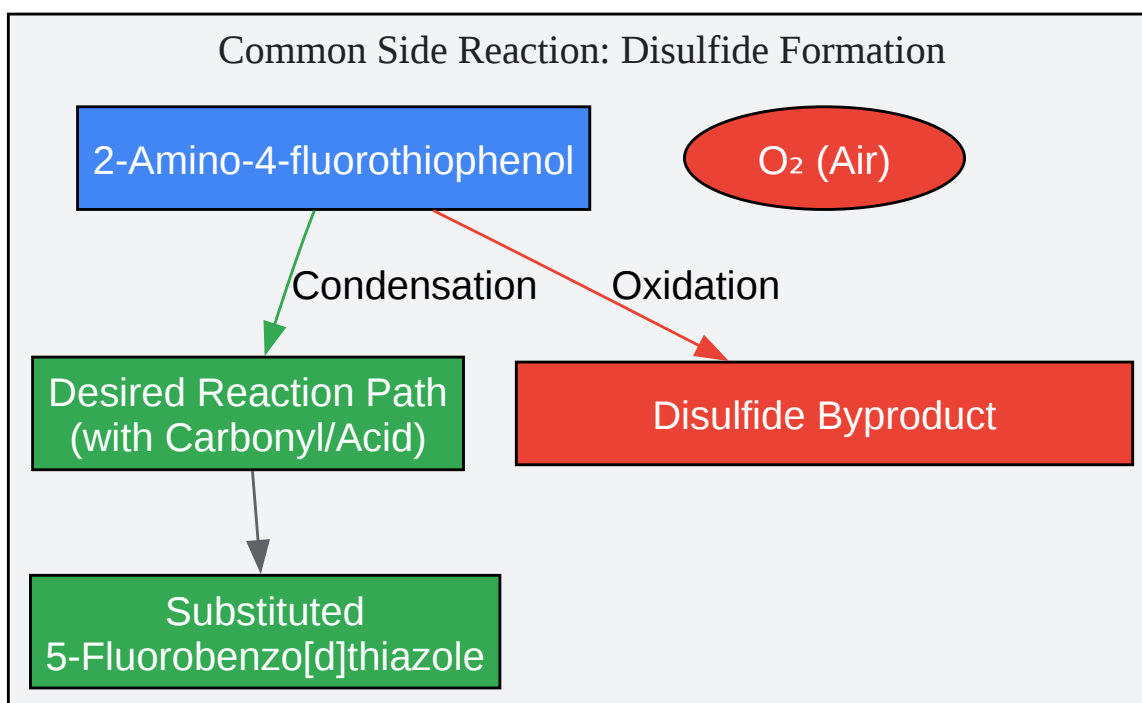 Common Side Reaction: Disulfide Formation
2-Amino-4-fluorothiophenol
O₂ (Air)
Condensation
Oxidation
Desired Reaction Path
(with Carbonyl/Acid)
Disulfide Byproduct
Substituted
5-Fluorobenzo[d]thiazole